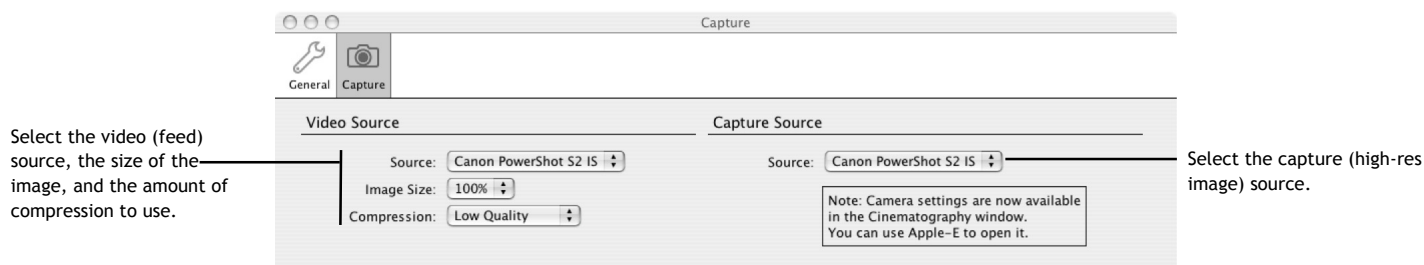 Capture
General Capture
Video Source
Source: Canon PowerShot S2 IS
Image Size: 100%
Compression: Low Quality
Capture Source
Source: Canon PowerShot S2 IS
Note: Camera settings are now available
in the Cinematography window.
You can use Apple-E to open it.
Select the video (feed)
source, the size of the
image, and the amount of
compression to use.
Select the capture (high-res
image) source.